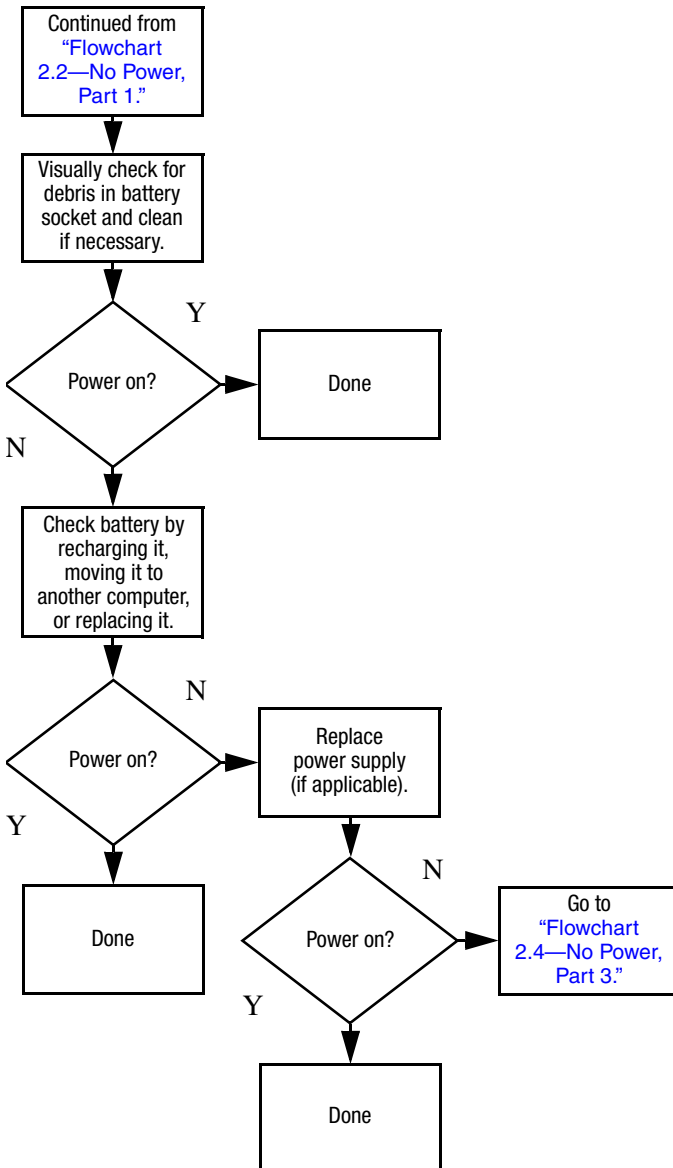 Continued from
“Flowchart
2.2—No Power,
Part 1.”
Visually check for
debris in battery
socket and clean
if necessary.
Y
Power on?
Done
N
Check battery by
recharging it,
moving it to
another computer,
or replacing it.
N
Power on?
Replace
power supply
(if applicable).
Y
Done
N
Power on?
Go to
“Flowchart
2.4—No Power,
Part 3.”
Y
Done